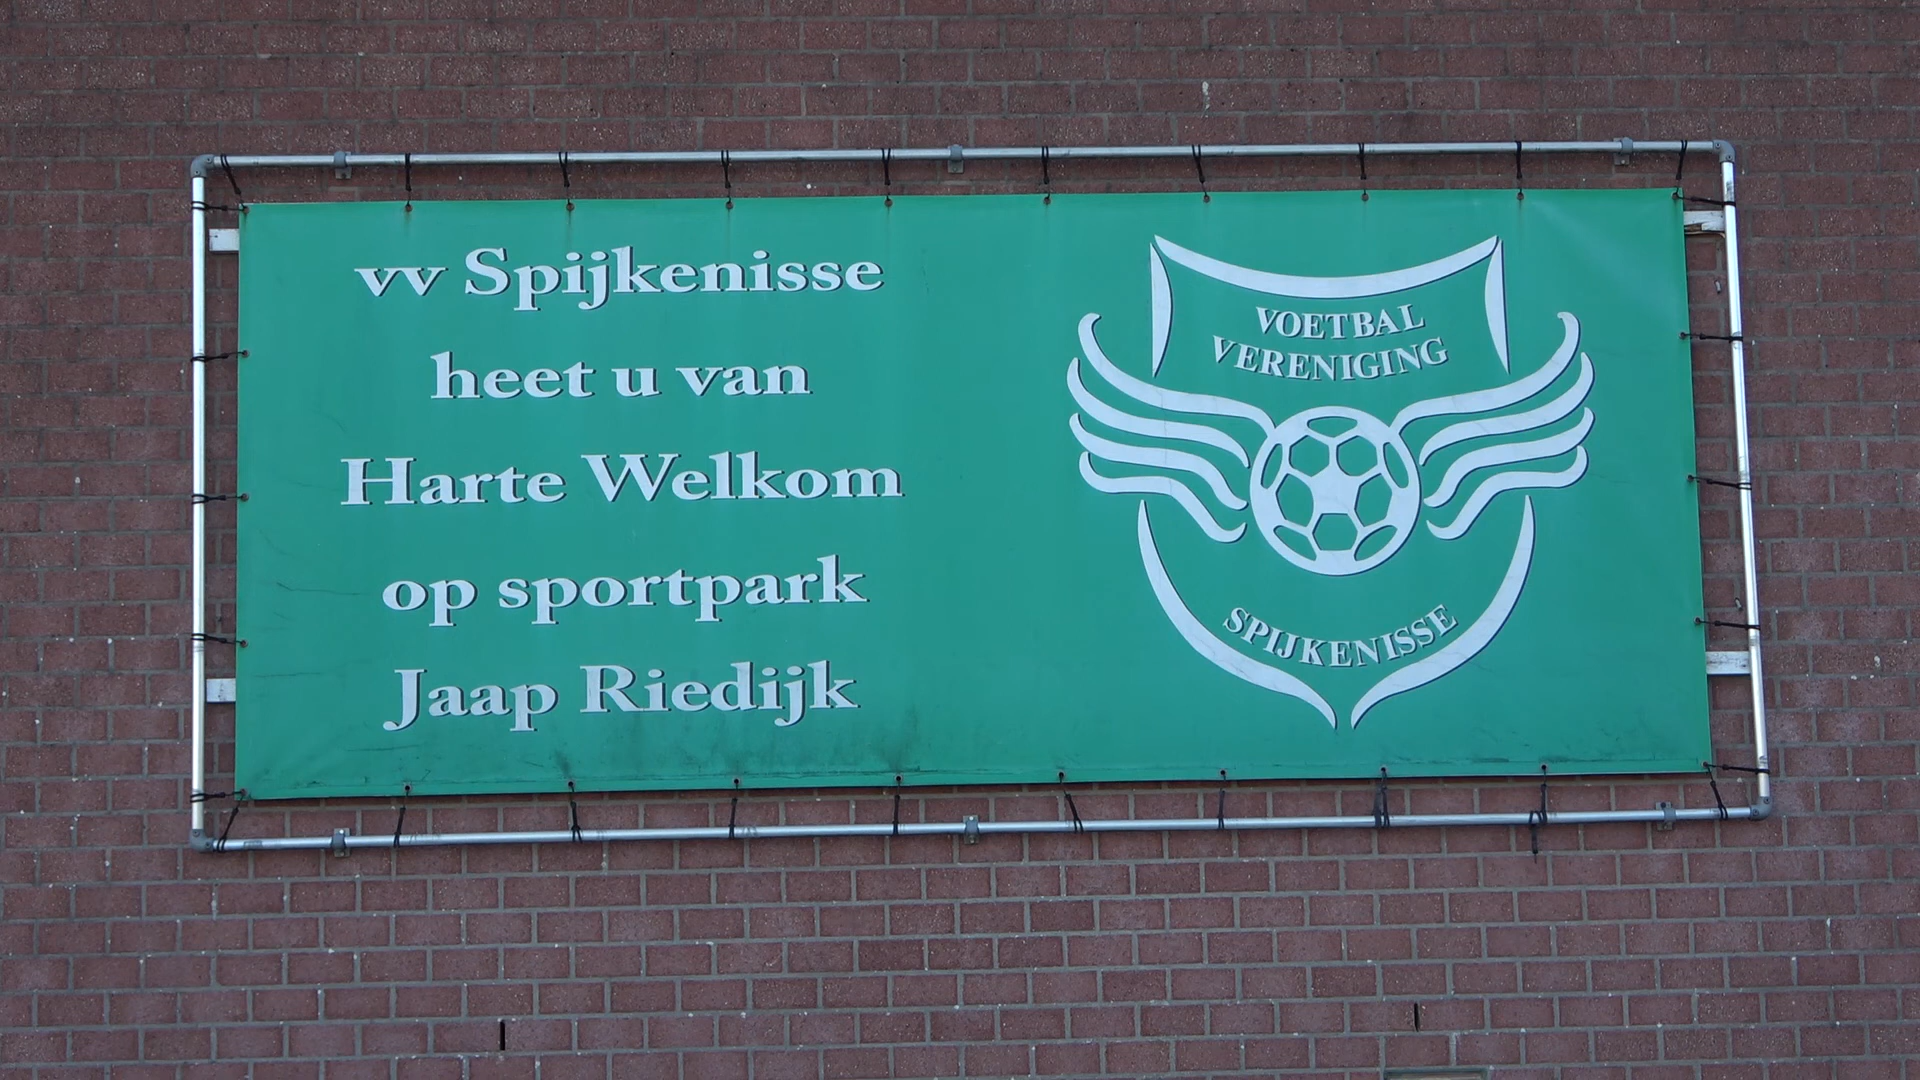 vv Spijkenisse
heet u van
Harte Welkom
op sportpark
Jaap Riedijk
VOETBAL
VERENIGING
SPIJKENISSE